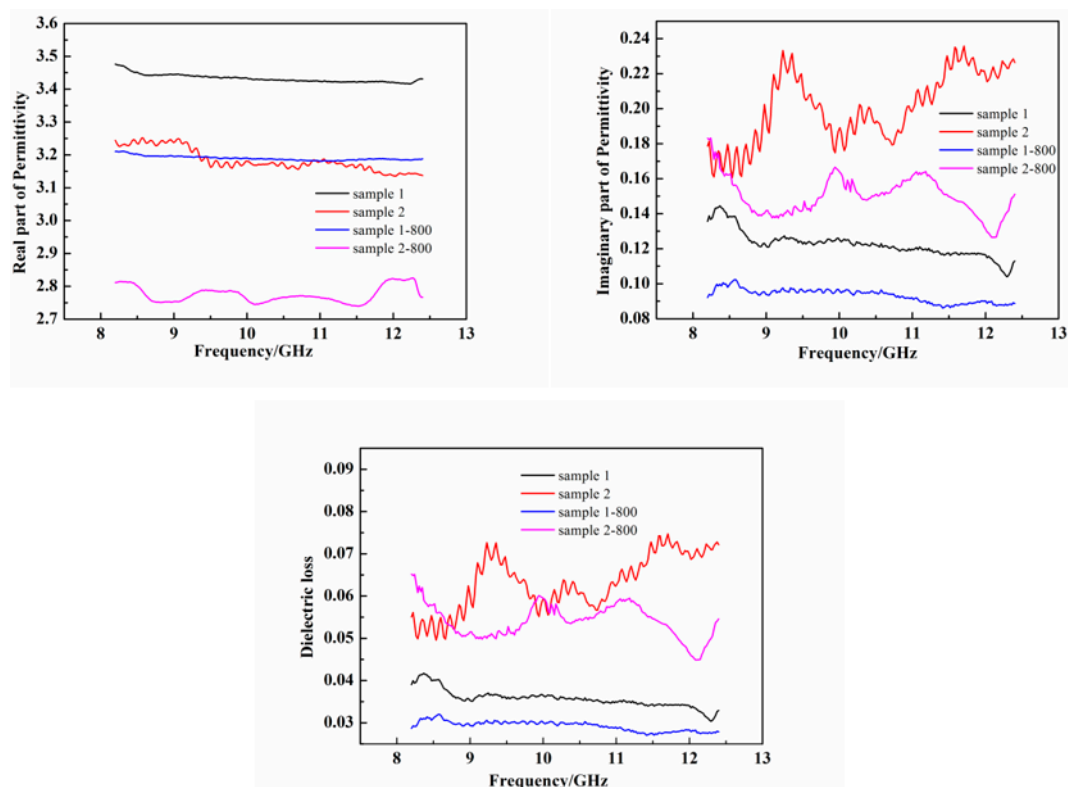 Real part of Permittivity
3.6
3.5
3.4
3.3
3.2
3.1
3.0
2.9
2.8
2.7
sample 1
sample 2
sample 1-800
sample 2-800
8 9 10 11 12 13
Frequency/GHz
Imaginary part of Permittivity
0.24
0.22
0.20
0.18
0.16
0.14
0.12
0.10
0.08
sample 1
sample 2
sample 1-800
sample 2-800
8 9 10 11 12 13
Frequency/GHz
Dielectric loss
0.09
0.08
0.07
0.06
0.05
0.04
0.03
sample 1
sample 2
sample 1-800
sample 2-800
8 9 10 11 12 13
Frequency/GHz